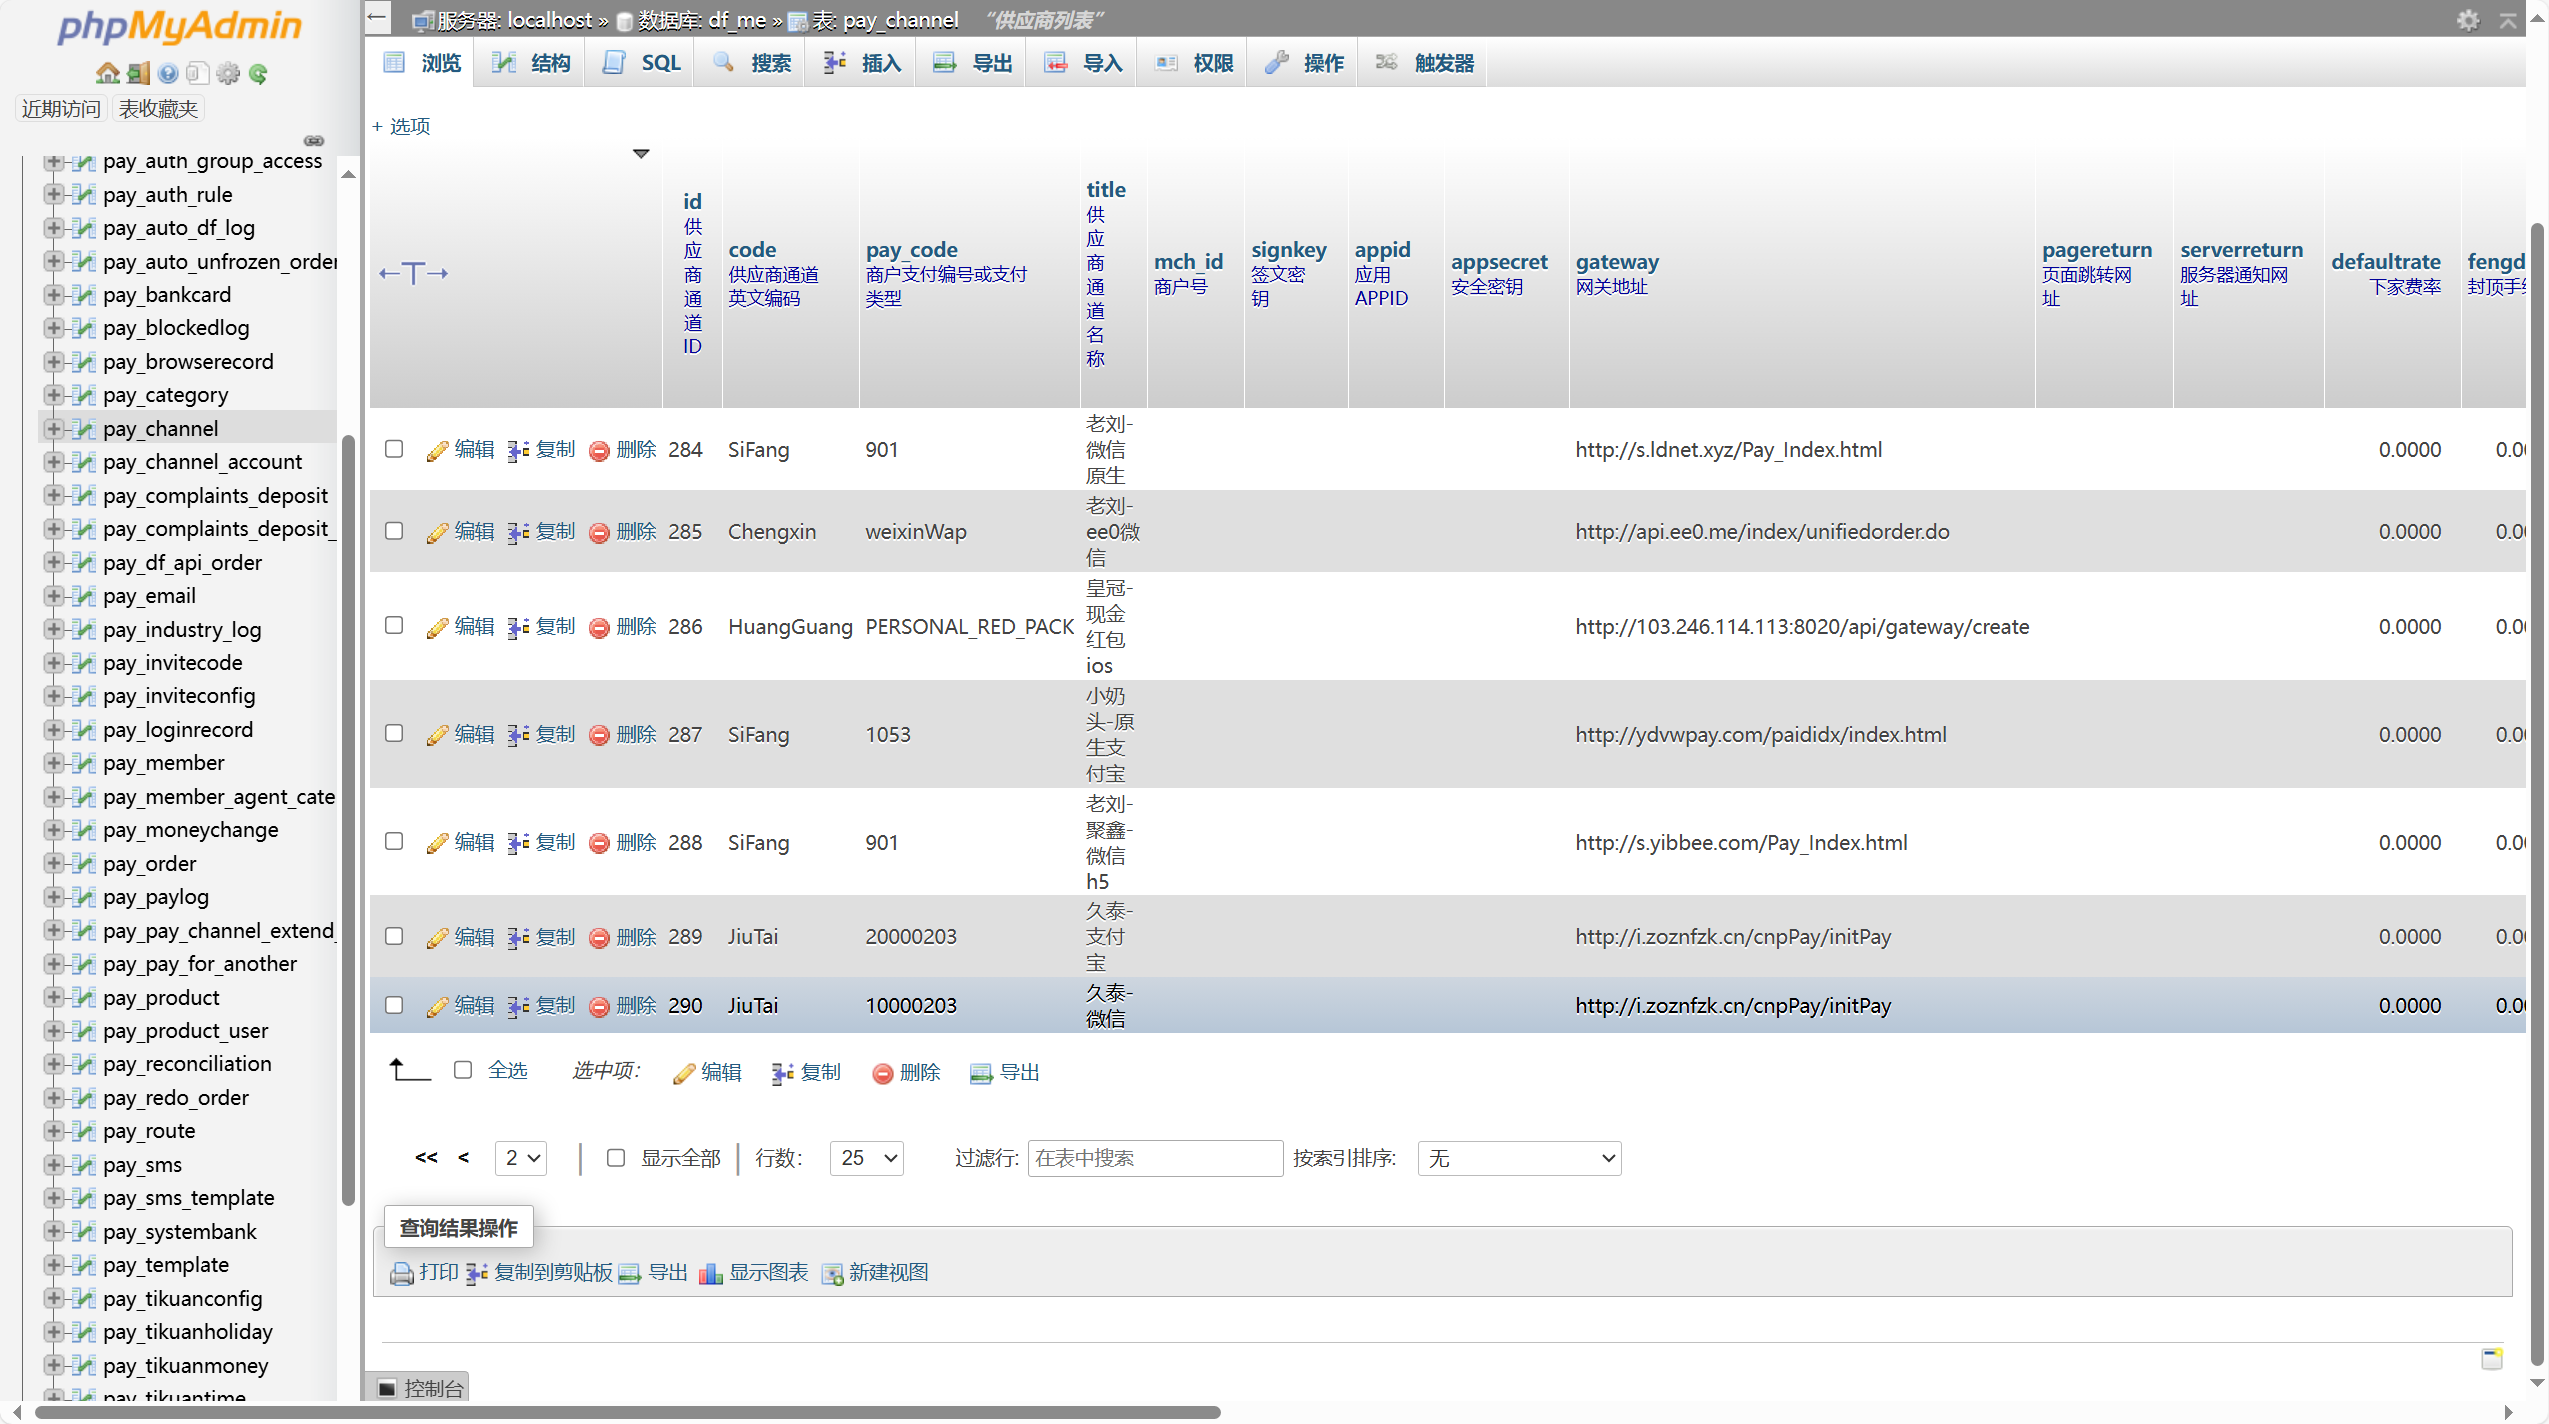 phpMyAdmin
近期访问 表收藏夹
pay_auth_group_access
pay_auth_rule
pay_auto_df_log
pay_auto_unfrozen_order
pay_bankcard
pay_blockedlog
pay_browserecord
pay_category
pay_channel
pay_channel_account
pay_complaints_deposit
pay_complaints_deposit_
pay_df_api_order
pay_email
pay_industry_log
pay_invitecode
pay_inviteconfig
pay_loginrecord
pay_member
pay_member_agent_cate
pay_moneychange
pay_order
pay_paylog
pay_pay_channel_extend_
pay_pay_for_another
pay_product
pay_product_user
pay_reconciliation
pay_redo_order
pay_route
pay_sms
pay_sms_template
pay_systembank
pay_template
pay_tikuanconfig
pay_tikuanholiday
pay_tikuanmoney
pay_tikuantime
服务器: localhost » 数据库: df_me » 表: pay_channel “供应商列表”
浏览 结构 SQL 搜索 插入 导出 导入 权限 操作 触发器
+ 选项
←T→
id
供
应
商
通
道
ID
code
供应商通道
英文编码
pay_code
商户支付编号或支付
类型
title
供
应
商
通
道
名
称
mch_id
商户号
signkey
签文密
钥
appid
应用
APPID
appsecret
安全密钥
gateway
网关地址
pagereturn
页面跳转网
址
serverreturn
服务器通知网
址
defaultrate
下家费率
fengd
封顶手
编辑 复制 删除 284 SiFang 901
老刘-
微信
原生
http://s.ldnet.xyz/Pay_Index.html 0.0000 0.0
编辑 复制 删除 285 Chengxin weixinWap
老刘-
ee0微
信
http://api.ee0.me/index/unifiedorder.do 0.0000 0.0
编辑 复制 删除 286 HuangGuang PERSONAL_RED_PACK
皇冠-
现金
红包
ios
http://103.246.114.113:8020/api/gateway/create 0.0000 0.0
编辑 复制 删除 287 SiFang 1053
小奶
头-原
生支
付宝
http://ydvwpay.com/paididx/index.html 0.0000 0.0
编辑 复制 删除 288 SiFang 901
老刘-
聚鑫-
微信
h5
http://s.yibbee.com/Pay_Index.html 0.0000 0.0
编辑 复制 删除 289 JiuTai 20000203
久泰-
支付
宝
http://i.zoznfzk.cn/cnpPay/initPay 0.0000 0.0
编辑 复制 删除 290 JiuTai 10000203
久泰-
微信
http://i.zoznfzk.cn/cnpPay/initPay 0.0000 0.0
全选 选中项: 编辑 复制 删除 导出
<< < 2 | 显示全部 | 行数: 25 过滤行: 在表中搜索 按索引排序: 无
查询结果操作
打印 复制到剪贴板 导出 显示图表 新建视图
控制台